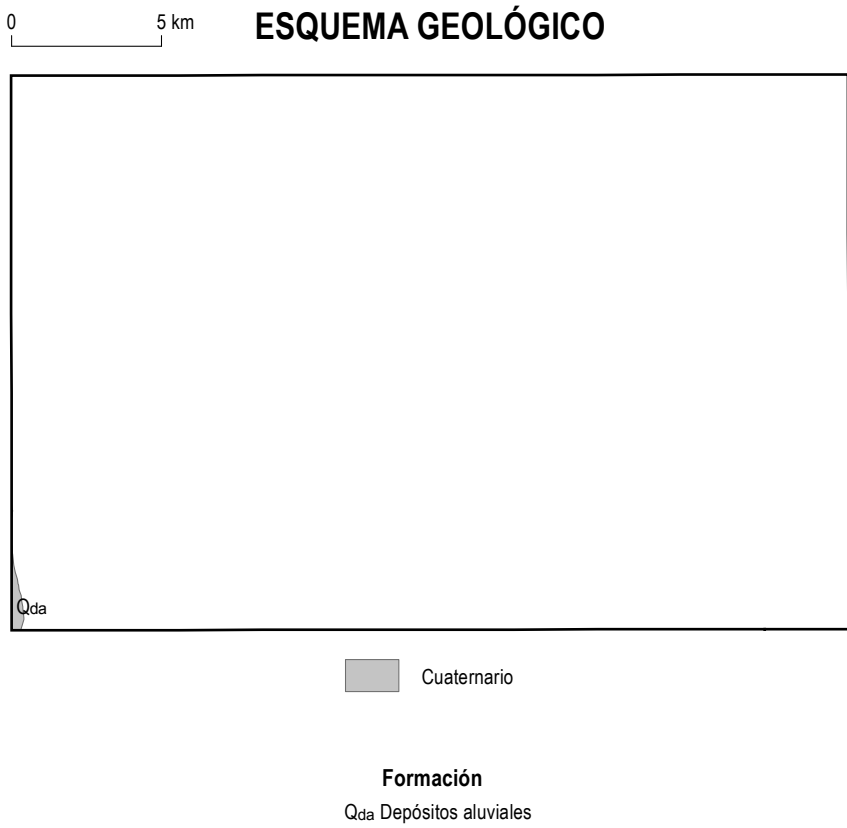 0 5 km ESQUEMA GEOLÓGICO
Qda
Cuaternario
Formación
Qda Depósitos aluviales